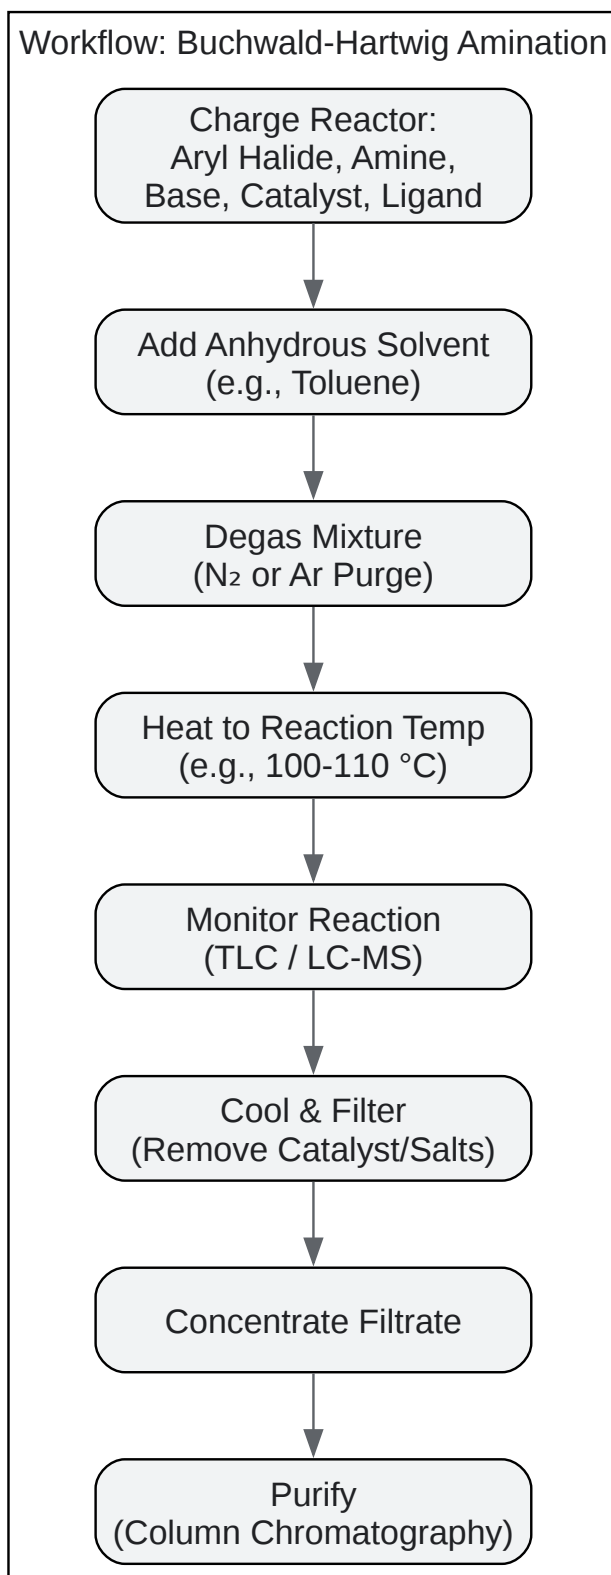 Workflow: Buchwald-Hartwig Amination
Charge Reactor:
Aryl Halide, Amine,
Base, Catalyst, Ligand
Add Anhydrous Solvent
(e.g., Toluene)
Degas Mixture
(N₂ or Ar Purge)
Heat to Reaction Temp
(e.g., 100-110 °C)
Monitor Reaction
(TLC / LC-MS)
Cool & Filter
(Remove Catalyst/Salts)
Concentrate Filtrate
Purify
(Column Chromatography)